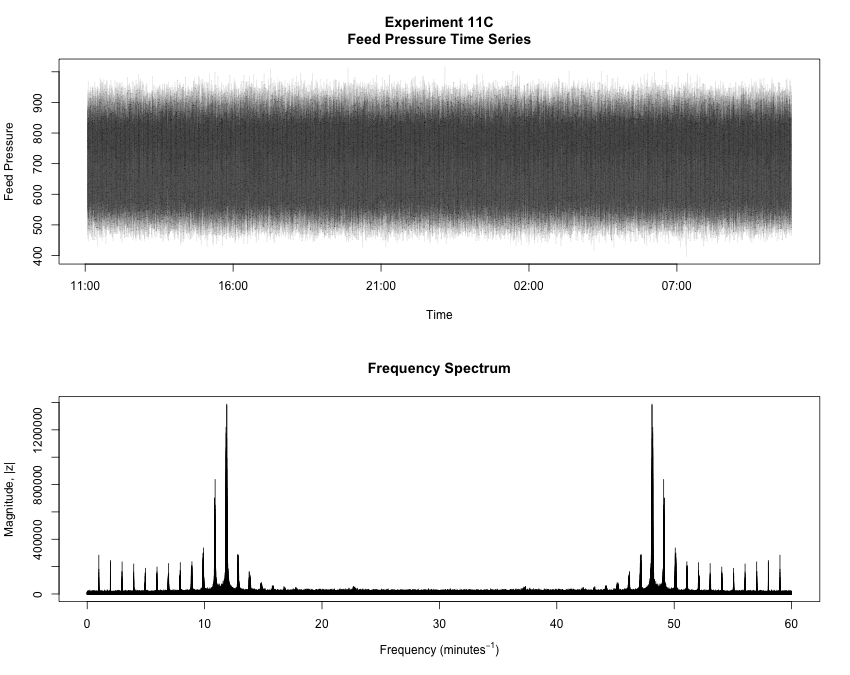 Experiment 11C
Feed Pressure Time Series
Feed Pressure
400 500 600 700 800 900
11:00 16:00 21:00 02:00 07:00
Time
Frequency Spectrum
Magnitude, |z|
0 400000 800000 1200000
0 10 20 30 40 50 60
Frequency (minutes⁻¹)